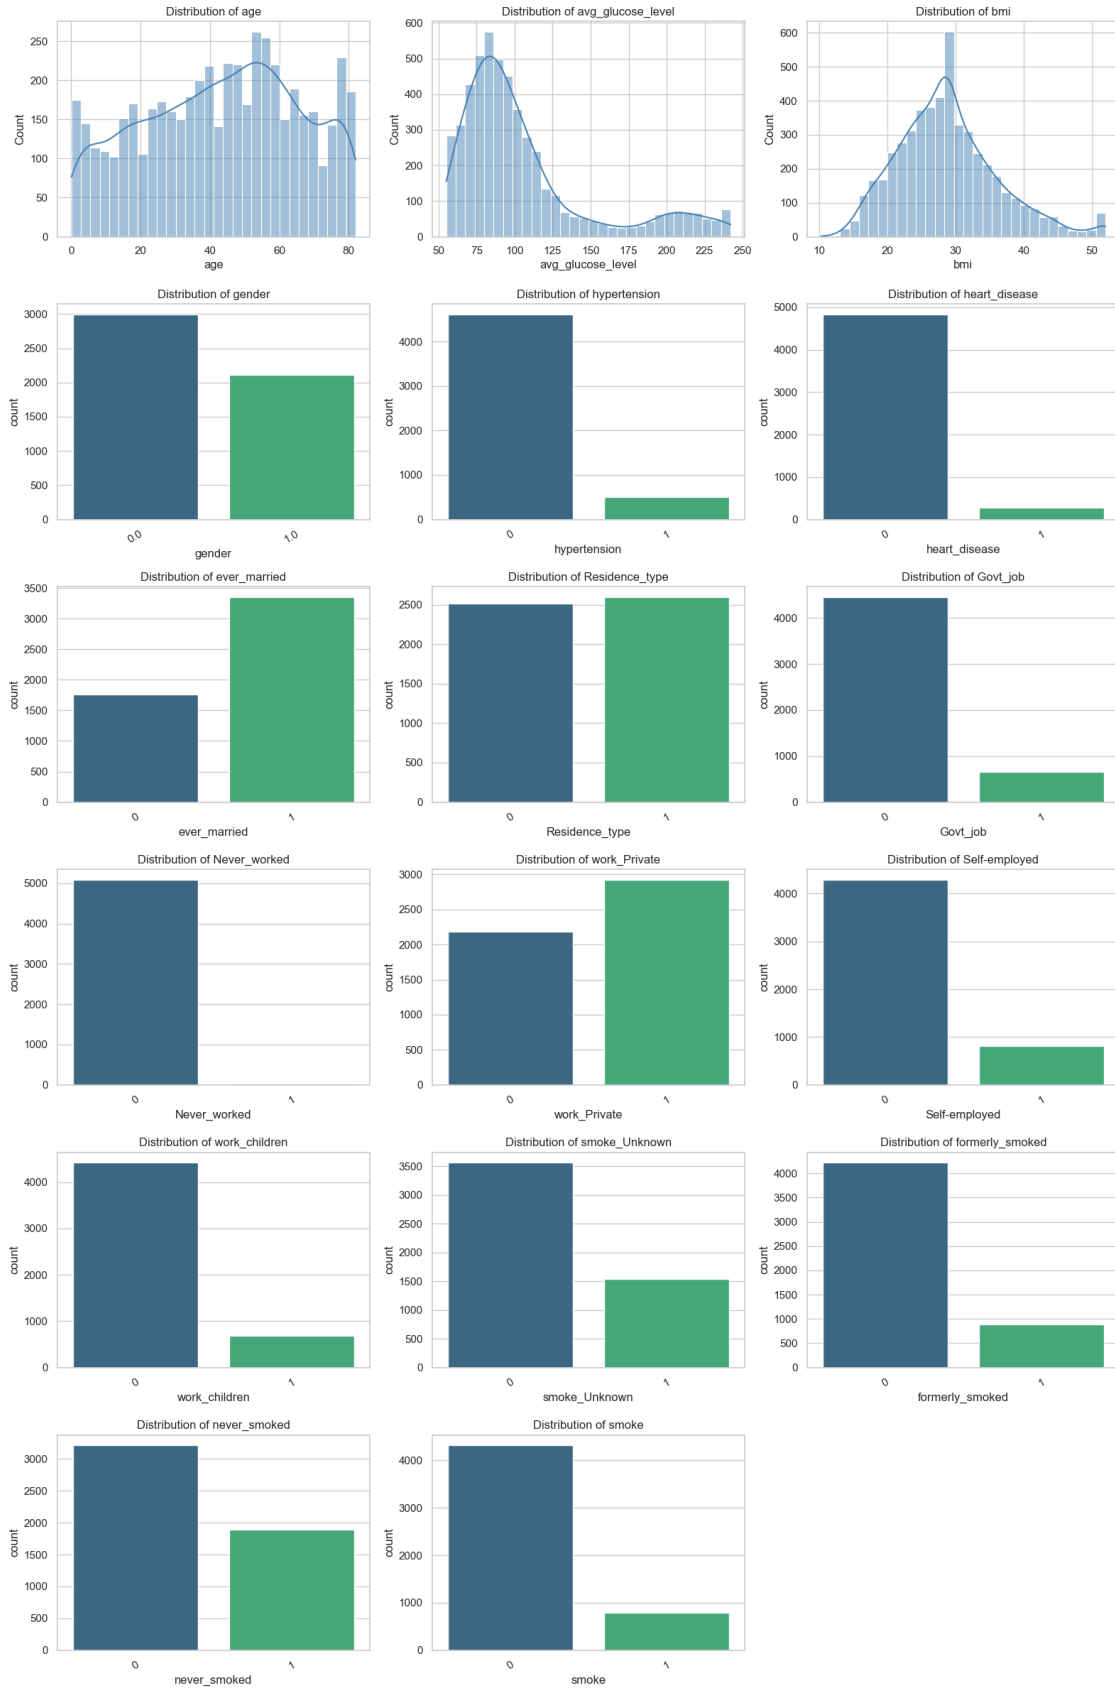 Distribution of age
Count
250
200
150
100
50
0
0 20 40 60 80
age
Distribution of avg_glucose_level
Count
600
500
400
300
200
100
0
50 75 100 125 150 175 200 225 250
avg_glucose_level
Distribution of bmi
Count
600
500
400
300
200
100
0
10 20 30 40 50
bmi
Distribution of gender
count
3000
2500
2000
1500
1000
500
0
0.0 1.0
gender
Distribution of hypertension
count
4000
3000
2000
1000
0
0 1
hypertension
Distribution of heart_disease
count
5000
4000
3000
2000
1000
0
0 1
heart_disease
Distribution of ever_married
count
3500
3000
2500
2000
1500
1000
500
0
0 1
ever_married
Distribution of Residence_type
count
2500
2000
1500
1000
500
0
0 1
Residence_type
Distribution of Govt_job
count
4000
3000
2000
1000
0
0 1
Govt_job
Distribution of Never_worked
count
5000
4000
3000
2000
1000
0
0 1
Never_worked
Distribution of work_Private
count
3000
2500
2000
1500
1000
500
0
0 1
work_Private
Distribution of Self-employed
count
4000
3000
2000
1000
0
0 1
Self-employed
Distribution of work_children
count
4000
3000
2000
1000
0
0 1
work_children
Distribution of smoke_Unknown
count
3500
3000
2500
2000
1500
1000
500
0
0 1
smoke_Unknown
Distribution of formerly_smoked
count
4000
3500
3000
2500
2000
1500
1000
500
0
0 1
formerly_smoked
Distribution of never_smoked
count
3000
2500
2000
1500
1000
500
0
0 1
never_smoked
Distribution of smoke
count
4000
3000
2000
1000
0
0 1
smoke